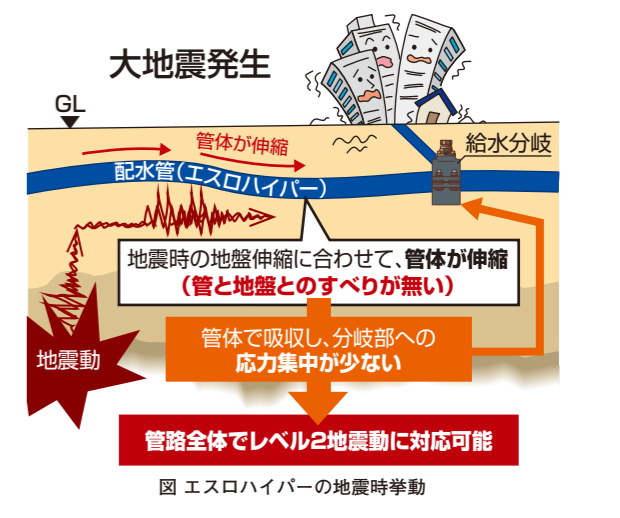 大地震発生
GL
管体が伸縮
給水分岐
配水管(エスロハイパー)
地震時の地盤伸縮に合わせて、管体が伸縮
(管と地盤とのすべりが無い)
管体で吸収し、分岐部への
応力集中が少ない
地震動
管路全体でレベル2地震動に対応可能
図 エスロハイパーの地震時挙動